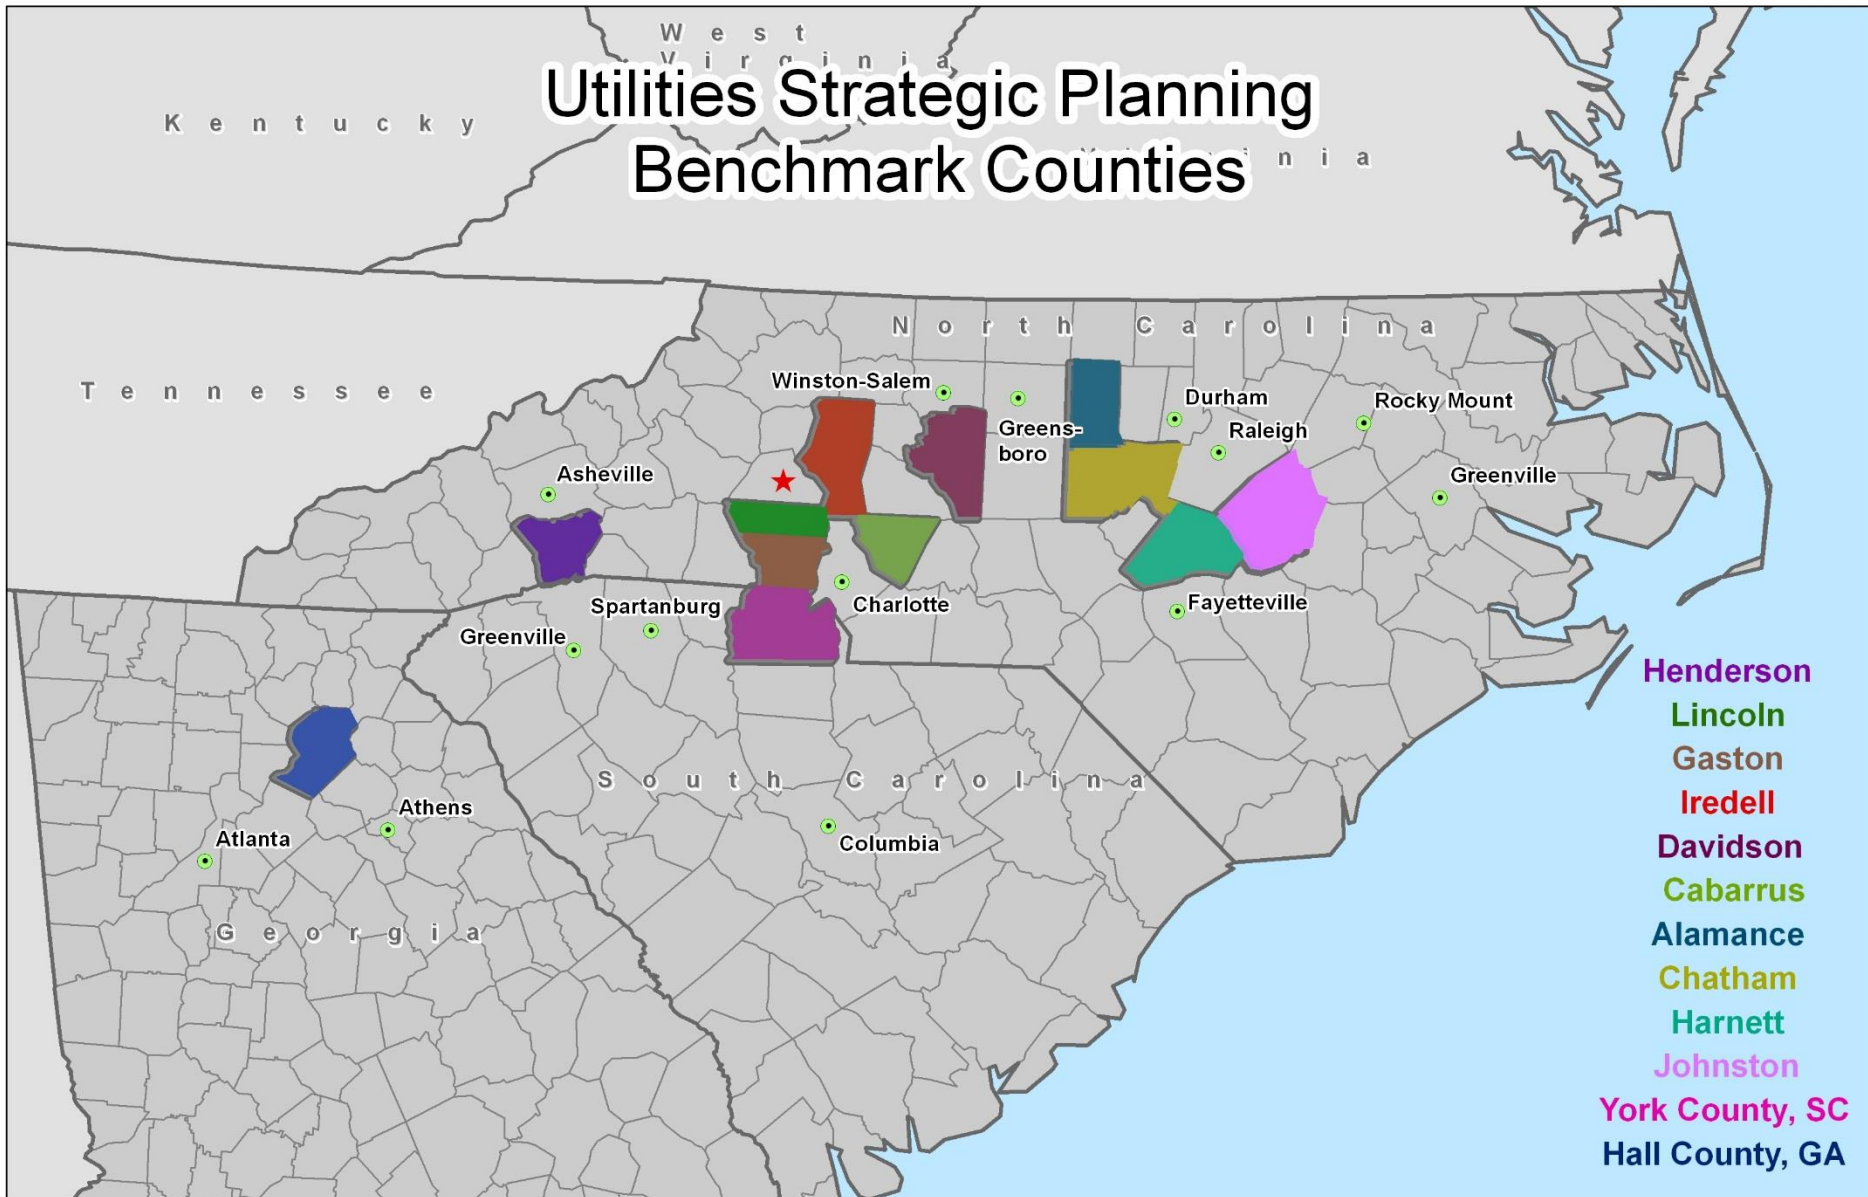 West
Virginia
Utilities Strategic Planning
Benchmark Counties
Kentucky
inia
North Carolina
Tennessee
Winston-Salem
Greens-
boro
Durham
Raleigh
Rocky Mount
Greenville
Asheville
Spartanburg
Greenville
Charlotte
Fayetteville
South Carolina
Columbia
Athens
Atlanta
Georgia
Henderson
Lincoln
Gaston
Iredell
Davidson
Cabarrus
Alamance
Chatham
Harnett
Johnston
York County, SC
Hall County, GA